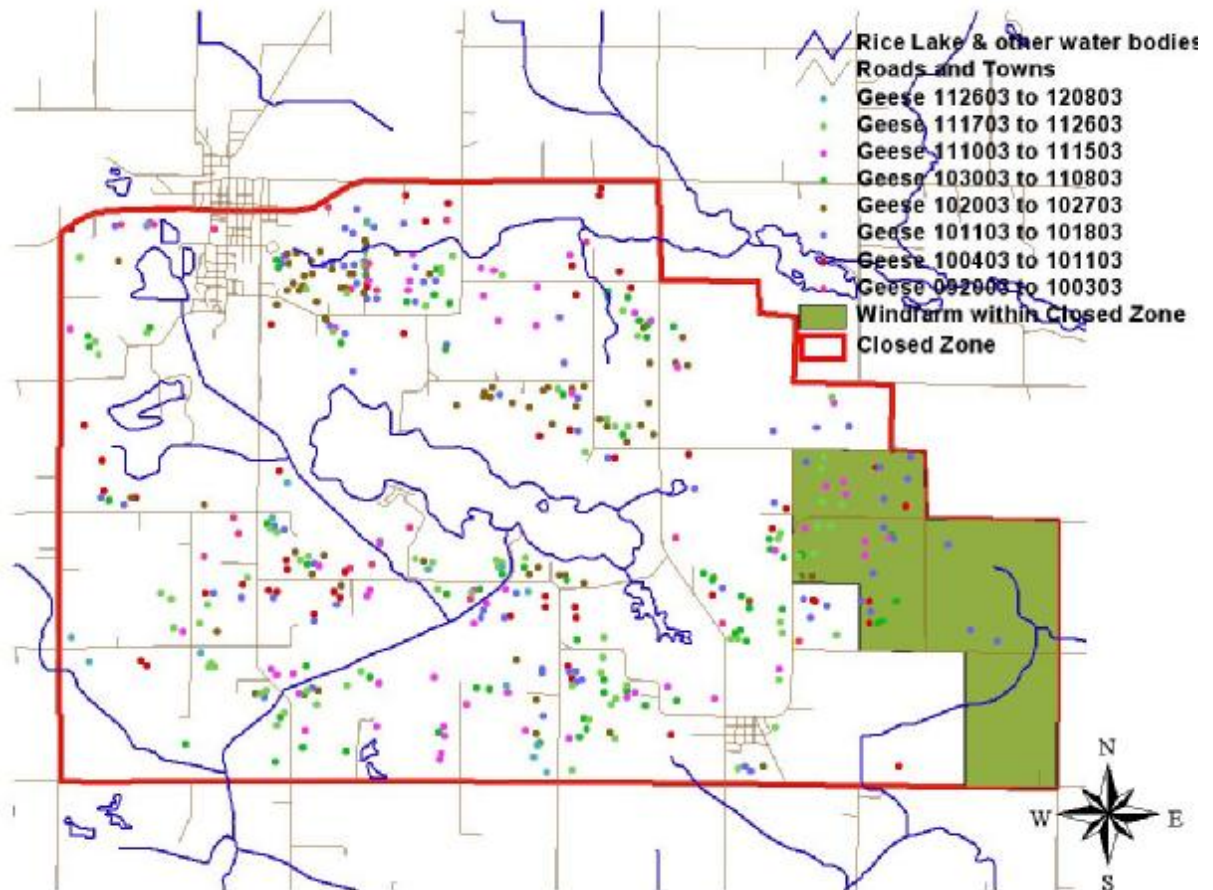 Rice Lake & other water bodies
Roads and Towns
Geese 112603 to 120803
Geese 111703 to 112603
Geese 111003 to 111503
Geese 103003 to 110803
Geese 102003 to 102703
Geese 101103 to 101803
Geese 100403 to 101103
Geese 092003 to 100303
Windfarm within Closed Zone
Closed Zone
N
W E
S